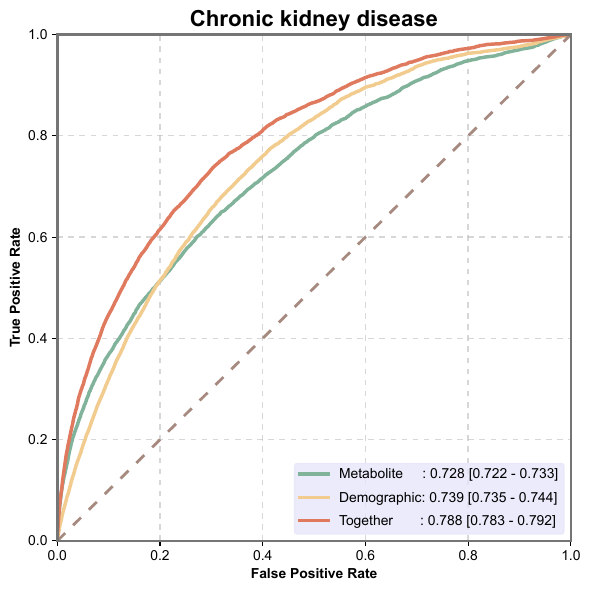 Chronic kidney disease
1.0
0.8
0.6
0.4
0.2
0.0
True Positive Rate
Metabolite : 0.728 [0.722 - 0.733]
Demographic: 0.739 [0.735 - 0.744]
Together : 0.788 [0.783 - 0.792]
0.0 0.2 0.4 0.6 0.8 1.0
False Positive Rate